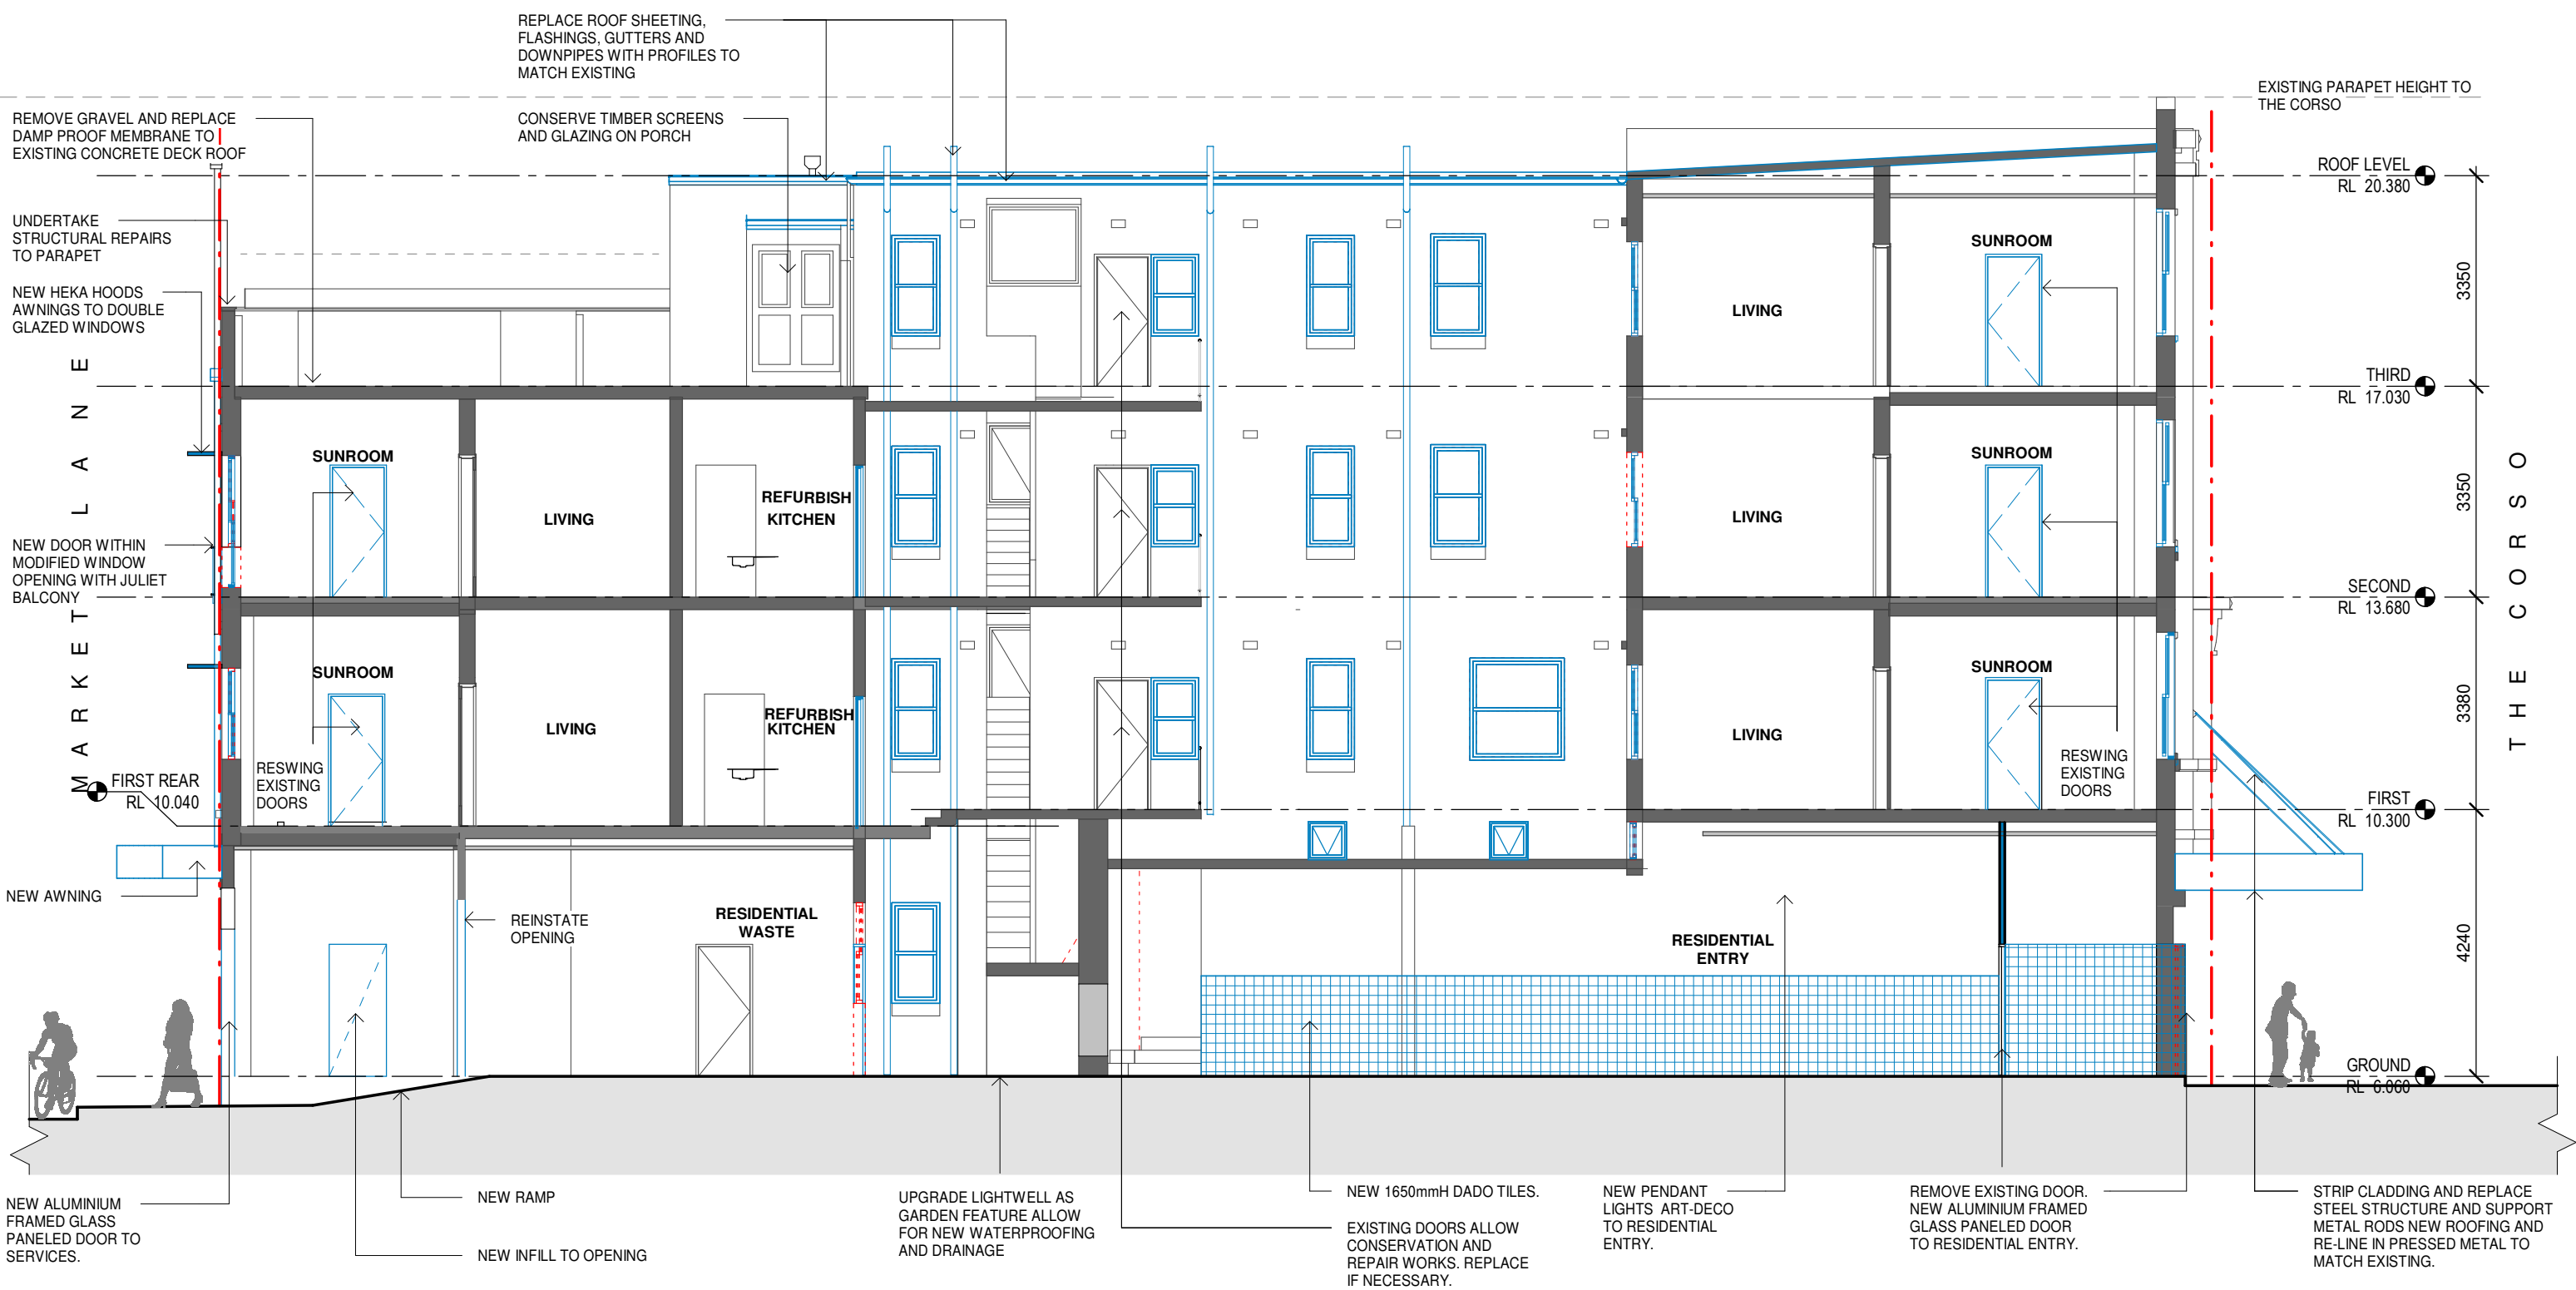 REPLACE ROOF SHEETING,
FLASHINGS, GUTTERS AND
DOWNPIPES WITH PROFILES TO
MATCH EXISTING
EXISTING PARAPET HEIGHT TO
THE CORSO
REMOVE GRAVEL AND REPLACE
DAMP PROOF MEMBRANE TO
EXISTING CONCRETE DECK ROOF
CONSERVE TIMBER SCREENS
AND GLAZING ON PORCH
ROOF LEVEL
RL 20.380
UNDERTAKE
STRUCTURAL REPAIRS
TO PARAPET
NEW HEKA HOODS
AWNINGS TO DOUBLE
GLAZED WINDOWS
SUNROOM
LIVING
3350
THIRD
RL 17.030
MARKET LANE
THE CORSO
SUNROOM
LIVING
REFURBISH
KITCHEN
LIVING
SUNROOM
3350
NEW DOOR WITHIN
MODIFIED WINDOW
OPENING WITH JULIET
BALCONY
SECOND
RL 13.680
SUNROOM
LIVING
REFURBISH
KITCHEN
LIVING
SUNROOM
3380
RESWING
EXISTING
DOORS
RESWING
EXISTING
DOORS
FIRST REAR
RL 10.040
FIRST
RL 10.300
NEW AWNING
REINSTATE
OPENING
RESIDENTIAL
WASTE
RESIDENTIAL
ENTRY
4240
GROUND
RL 6.060
NEW ALUMINIUM
FRAMED GLASS
PANELED DOOR TO
SERVICES.
NEW RAMP
NEW INFILL TO OPENING
UPGRADE LIGHTWELL AS
GARDEN FEATURE ALLOW
FOR NEW WATERPROOFING
AND DRAINAGE
NEW 1650mmH DADO TILES.
EXISTING DOORS ALLOW
CONSERVATION AND
REPAIR WORKS. REPLACE
IF NECESSARY.
NEW PENDANT
LIGHTS ART-DECO
TO RESIDENTIAL
ENTRY.
REMOVE EXISTING DOOR.
NEW ALUMINIUM FRAMED
GLASS PANELED DOOR
TO RESIDENTIAL ENTRY.
STRIP CLADDING AND REPLACE
STEEL STRUCTURE AND SUPPORT
METAL RODS NEW ROOFING AND
RE-LINE IN PRESSED METAL TO
MATCH EXISTING.